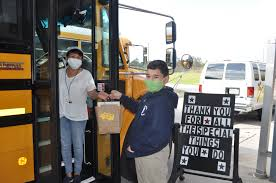 THANK YOU
FOR ALL
THE SPECIAL
THINGS
YOU DO